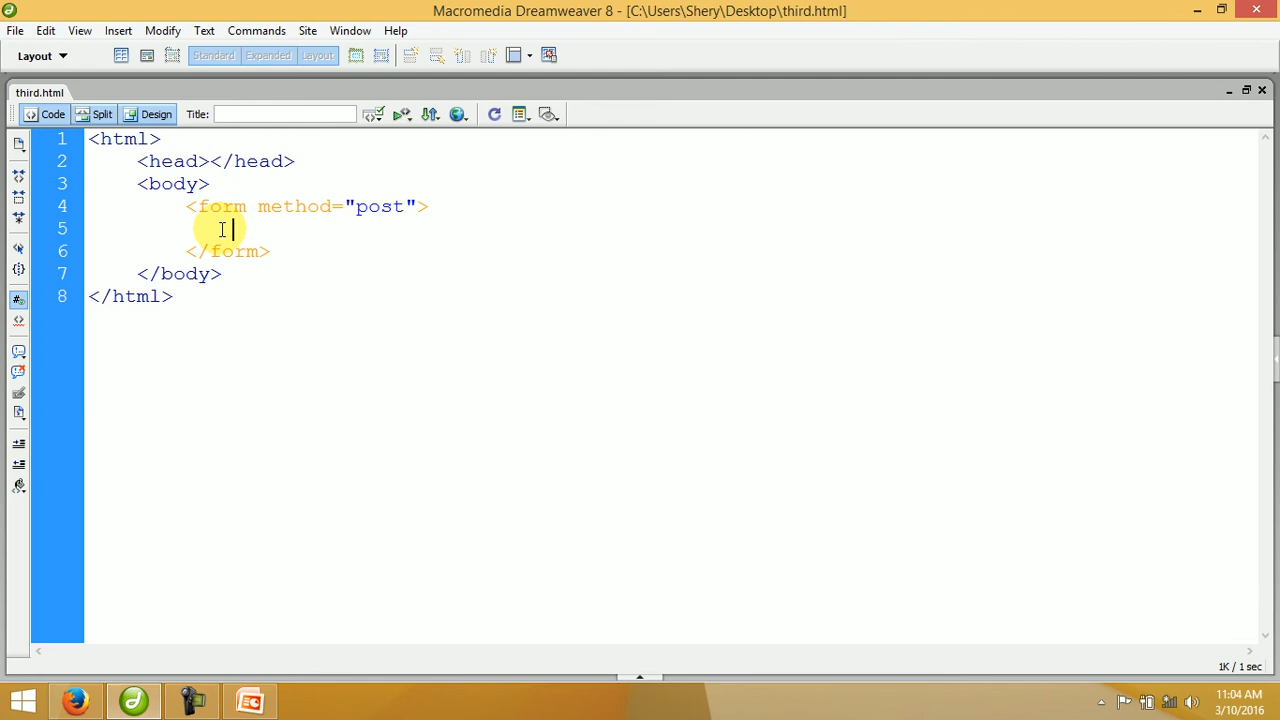 Macromedia Dreamweaver 8 - [C:\Users\Shery\Desktop\third.html]
File Edit View Insert Modify Text Commands Site Window Help
Layout Standard Expanded Layout
third.html
Code Split Design Title:
1 <html>
2 <head></head>
3 <body>
4 <form method="post">
5
6 </form>
7 </body>
8 </html>
1K / 1 sec
11:04 AM
3/10/2016